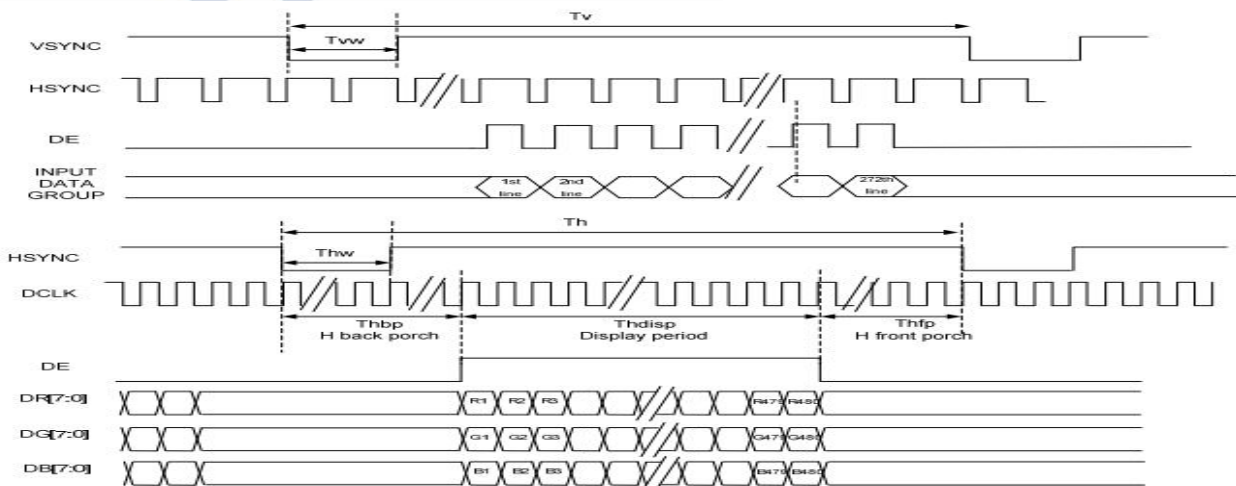 Tv
VSYNC
Tvw
HSYNC
DE
INPUT
DATA
GROUP
1st
line
2nd
line
272th
line
Th
HSYNC
Thw
DCLK
Thbp
H back porch
Thdisp
Display period
Thfp
H front porch
DE
DR[7:0] R1 R2 R3 R479 R480
DG[7:0] G1 G2 G3 G479 G480
DB[7:0] B1 B2 B3 B479 B480